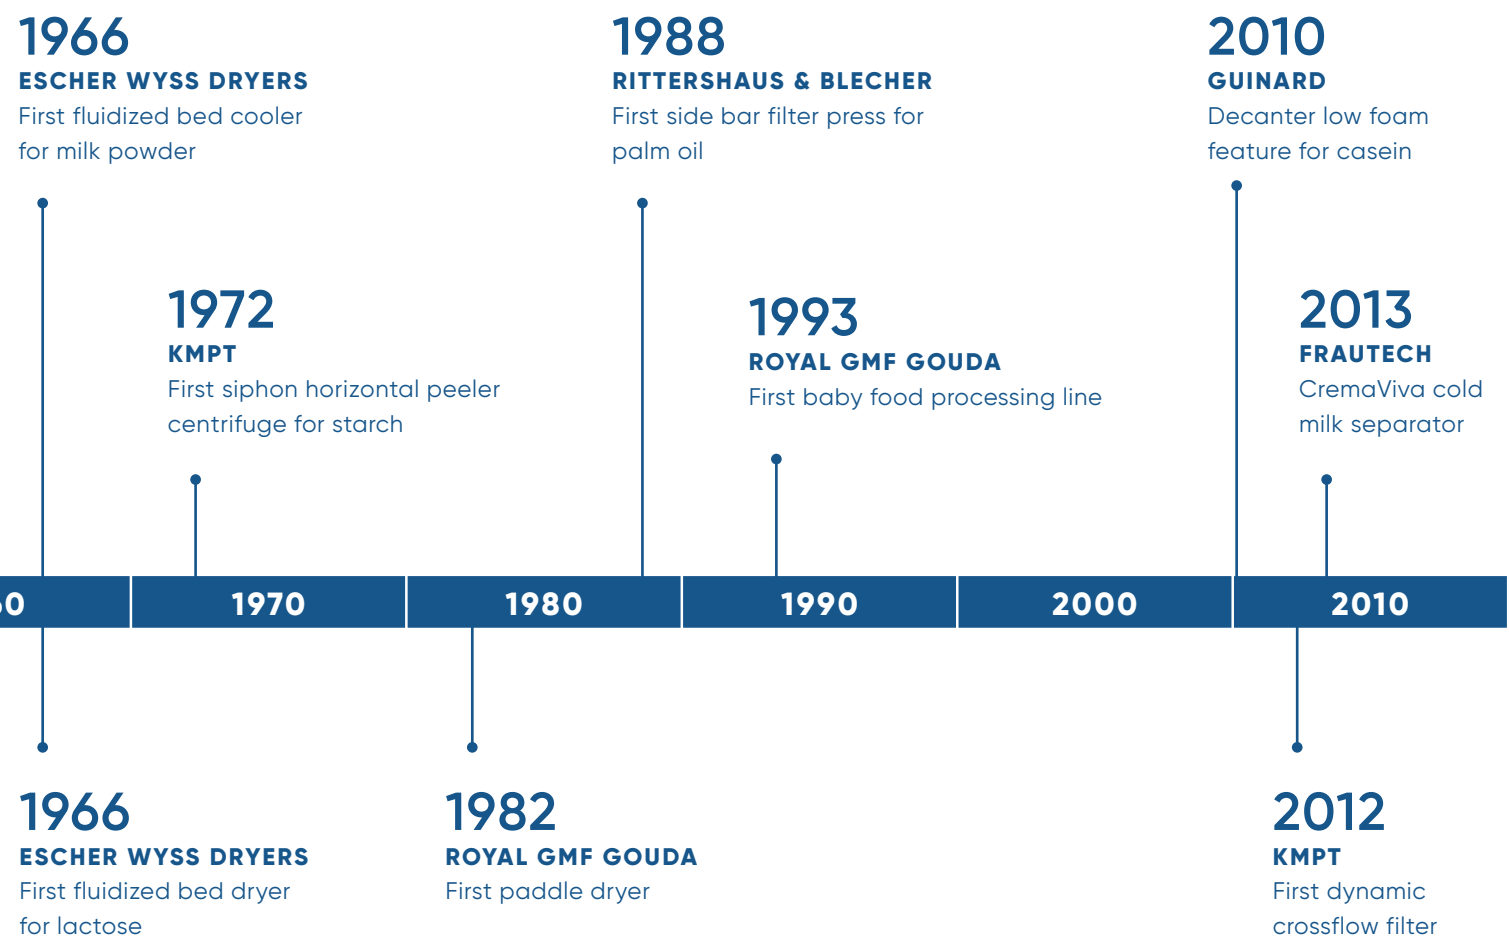 1966
ESCHER WYSS DRYERS
First fluidized bed cooler
for milk powder
1988
RITTERSHAUS & BLECHER
First side bar filter press for
palm oil
2010
GUINARD
Decanter low foam
feature for casein
1972
KMPT
First siphon horizontal peeler
centrifuge for starch
1993
ROYAL GMF GOUDA
First baby food processing line
2013
FRAUTECH
CremaViva cold
milk separator
0 1970 1980 1990 2000 2010
1966
ESCHER WYSS DRYERS
First fluidized bed dryer
for lactose
1982
ROYAL GMF GOUDA
First paddle dryer
2012
KMPT
First dynamic
crossflow filter